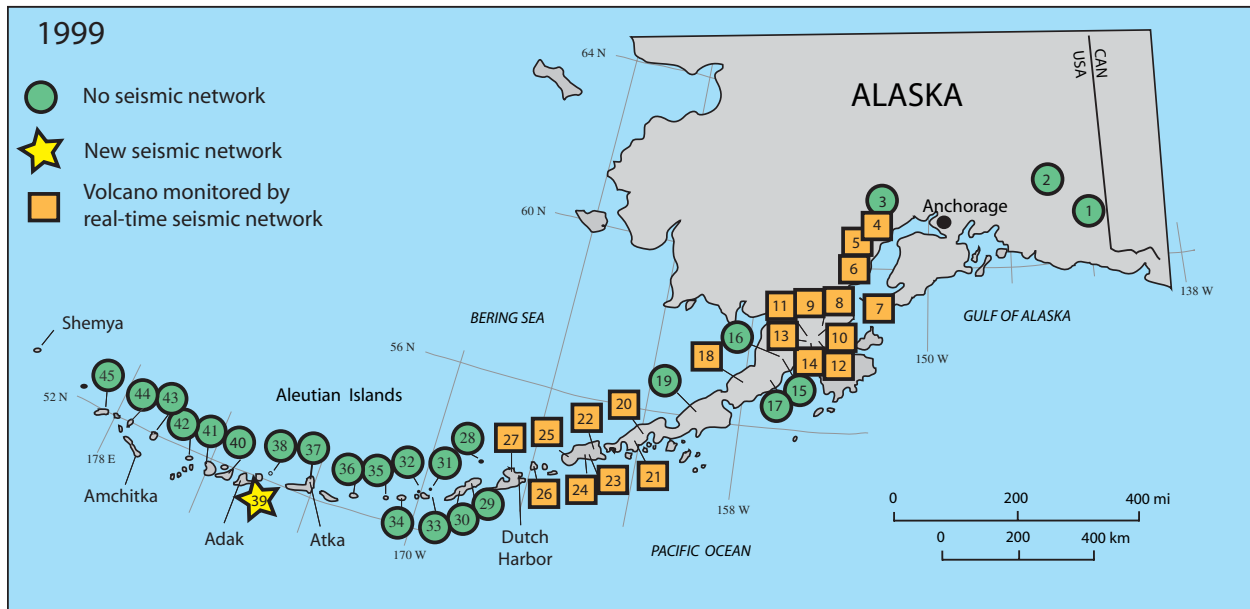 1999
No seismic network
New seismic network
Volcano monitored by
real-time seismic network
64 N
CAN
USA
ALASKA
2
1
3
Anchorage
4
60 N
5
6
138 W
7
11
9
8
BERING SEA
GULF OF ALASKA
Shemya
16
13
10
150 W
56 N
18
14
12
45
19
15
52 N
44
43
Aleutian Islands
17
20
42
22
41
40
27
25
28
38
37
178 E
36
35
32
31
21
23
26
24
Amchitka
39
29
0
200
400 mi
34
33
30
158 W
Adak
Atka
Dutch
Harbor
170 W
PACIFIC OCEAN
0
200
400 km